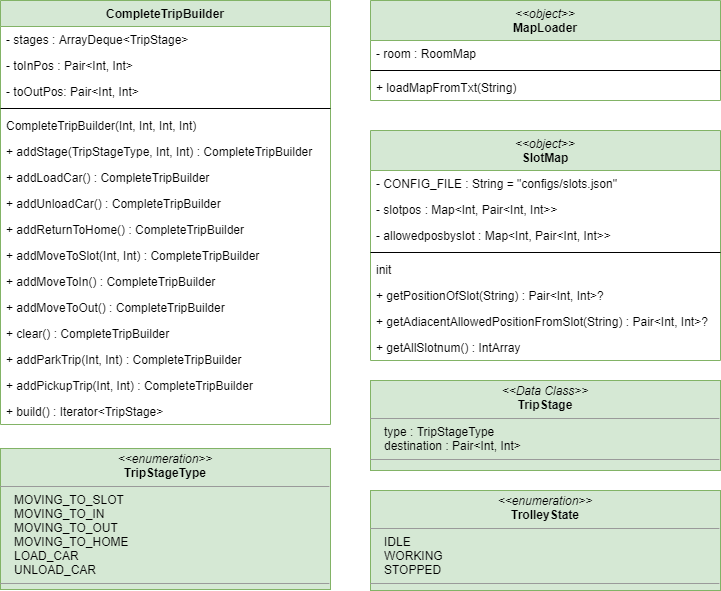 CompleteTripBuilder
- stages : ArrayDeque<TripStage>
- toInPos : Pair<Int, Int>
- toOutPos: Pair<Int, Int>
CompleteTripBuilder(Int, Int, Int, Int)
+ addStage(TripStageType, Int, Int) : CompleteTripBuilder
+ addLoadCar() : CompleteTripBuilder
+ addUnloadCar() : CompleteTripBuilder
+ addReturnToHome() : CompleteTripBuilder
+ addMoveToSlot(Int, Int) : CompleteTripBuilder
+ addMoveToIn() : CompleteTripBuilder
+ addMoveToOut() : CompleteTripBuilder
+ clear() : CompleteTripBuilder
+ addParkTrip(Int, Int) : CompleteTripBuilder
+ addPickupTrip(Int, Int) : CompleteTripBuilder
+ build() : Iterator<TripStage>
<<enumeration>>
TripStageType
MOVING_TO_SLOT
MOVING_TO_IN
MOVING_TO_OUT
MOVING_TO_HOME
LOAD_CAR
UNLOAD_CAR
<<object>>
MapLoader
- room : RoomMap
+ loadMapFromTxt(String)
<<object>>
SlotMap
- CONFIG_FILE : String = "configs/slots.json"
- slotpos : Map<Int, Pair<Int, Int>>
- allowedposbyslot : Map<Int, Pair<Int, Int>>
init
+ getPositionOfSlot(String) : Pair<Int, Int>?
+ getAdiacentAllowedPositionFromSlot(String) : Pair<Int, Int>?
+ getAllSlotnum() : IntArray
<<Data Class>>
TripStage
type : TripStageType
destination : Pair<Int, Int>
<<enumeration>>
TrolleyState
IDLE
WORKING
STOPPED